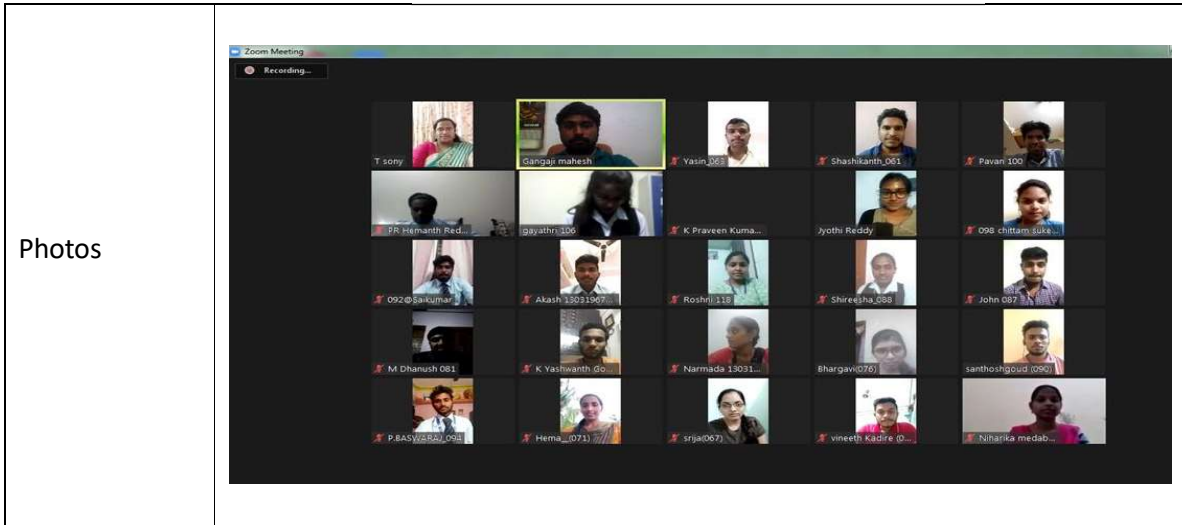 Photos
Zoom Meeting
Recording...
T sony
Gangaji mahesh
Yasin_063
Shashikanth_061
Pavan 100
PR Hemanth Red...
gayathri 106
K Praveen Kuma...
Jyothi Reddy
098 chittam suke...
092@Saikumar
Akash 13031967...
Roshni 118
Shireesha_088
John 087
M Dhanush 081
K Yashwanth Go...
Narmada 13031...
Bhargavi(076)
santhoshgoud (090)
P.BASWARAJ_094
Hema_(071)
srija(067)
vineeth Kadire (0...
Niharika medab...